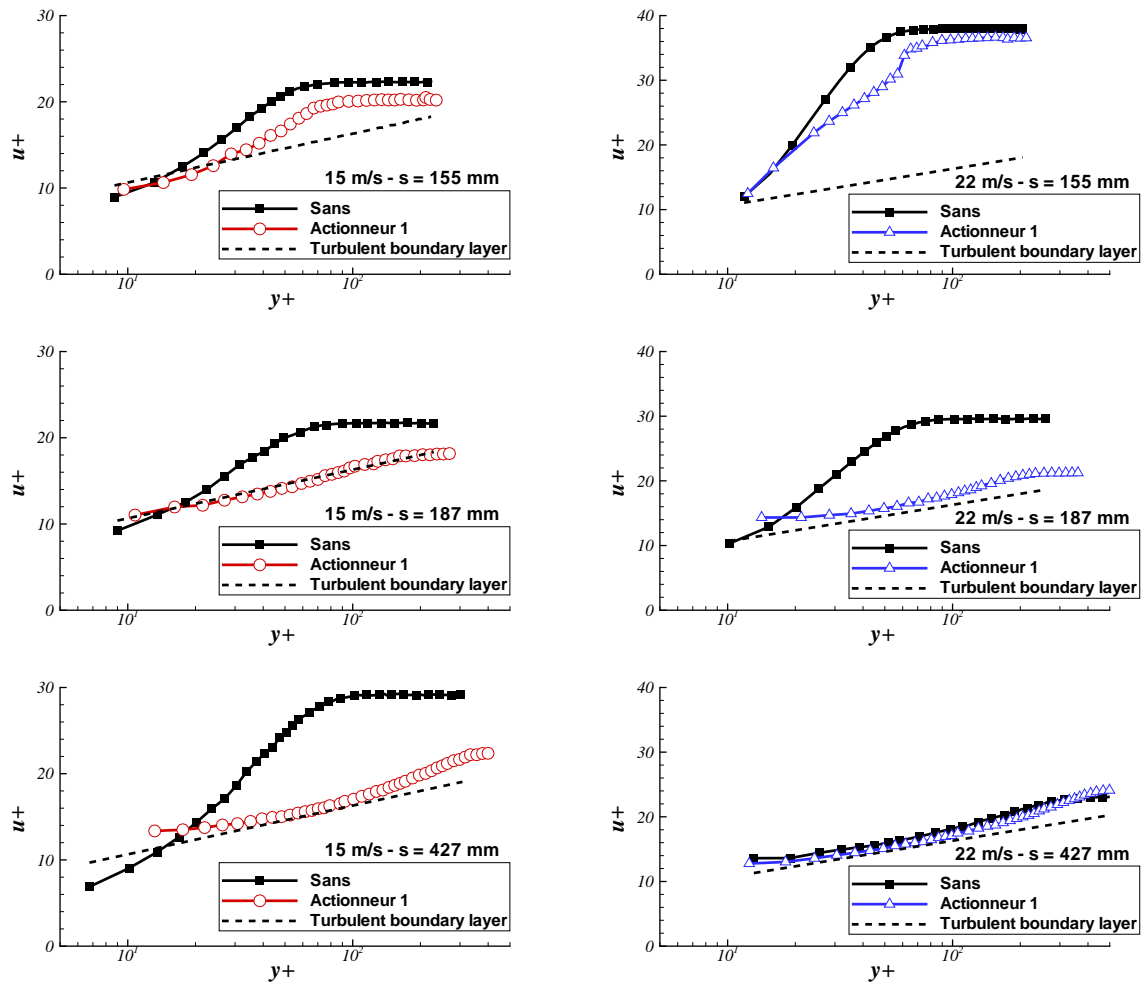 30
20
u+
10
0
15 m/s - s = 155 mm
Sans
Actionneur 1
Turbulent boundary layer
10¹
10²
y+
40
30
u+
20
10
0
22 m/s - s = 155 mm
Sans
Actionneur 1
Turbulent boundary layer
10¹
10²
y+
30
20
u+
10
0
15 m/s - s = 187 mm
Sans
Actionneur 1
Turbulent boundary layer
10¹
10²
y+
40
30
u+
20
10
0
22 m/s - s = 187 mm
Sans
Actionneur 1
Turbulent boundary layer
10¹
10²
y+
30
20
u+
10
0
15 m/s - s = 427 mm
Sans
Actionneur 1
Turbulent boundary layer
10¹
10²
y+
40
30
u+
20
10
0
22 m/s - s = 427 mm
Sans
Actionneur 1
Turbulent boundary layer
10¹
10²
y+